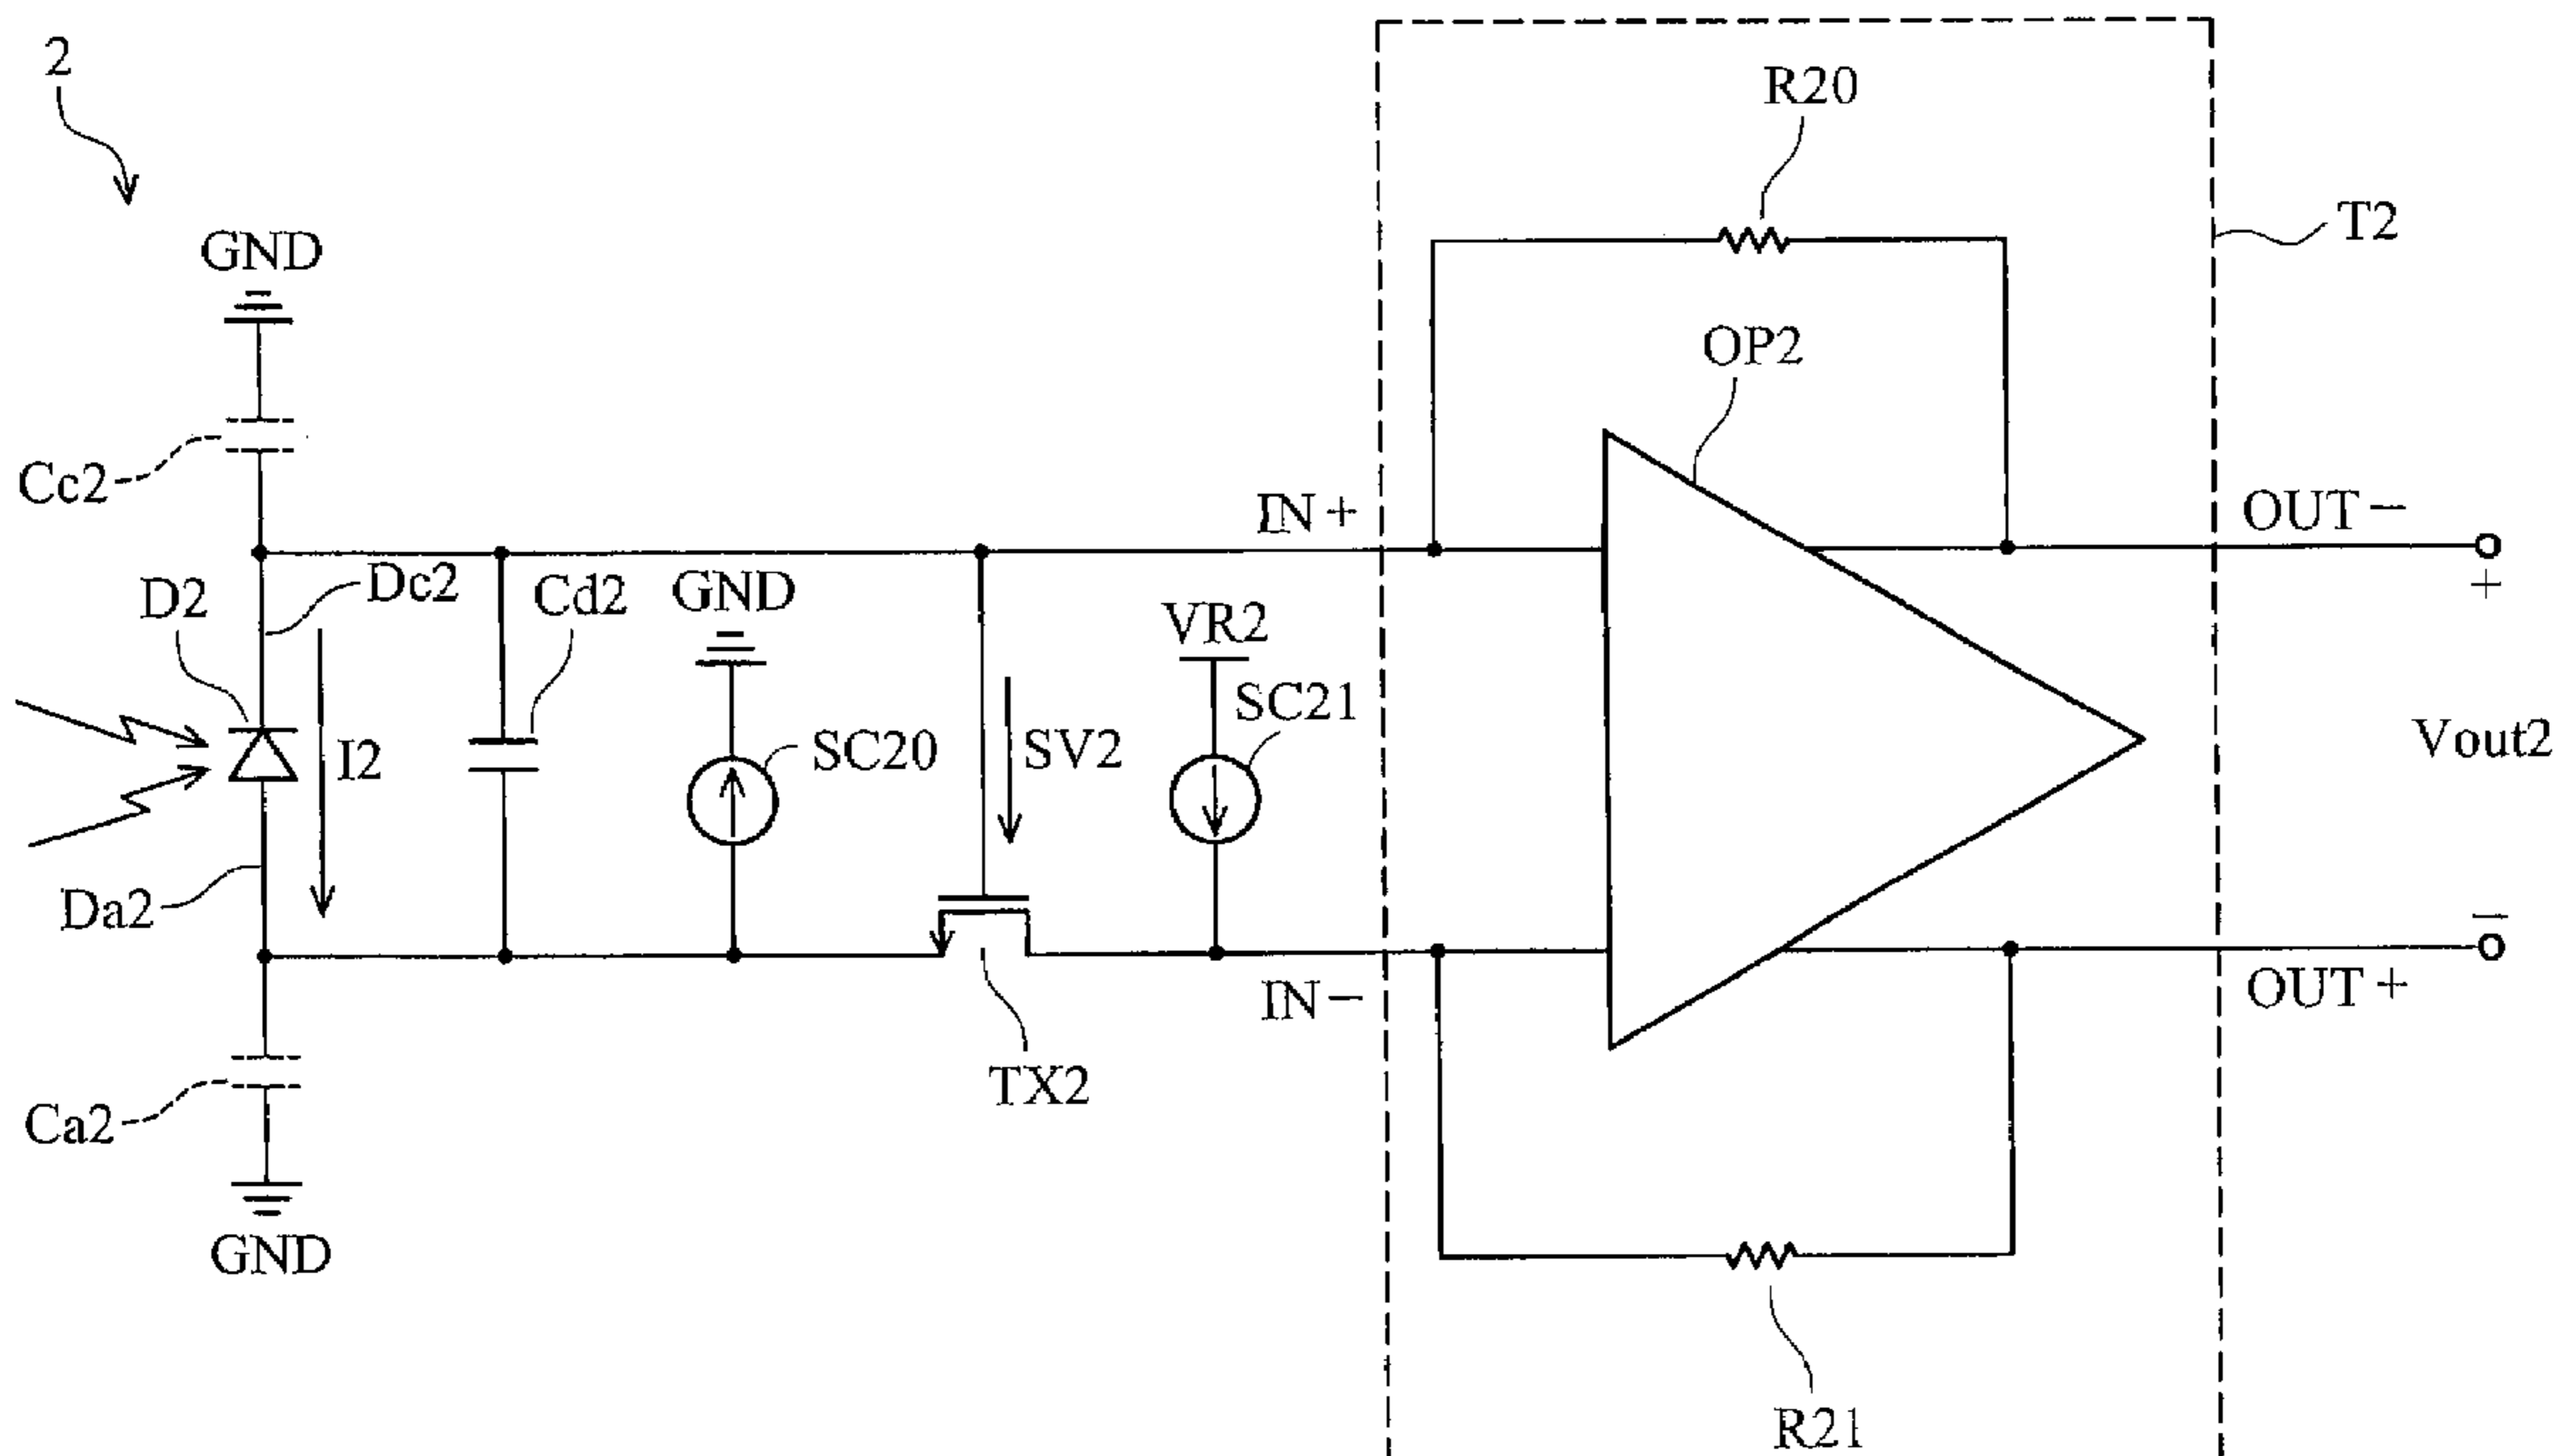 2
R20
T2
GND
OP2
Cc2
IN+
OUT−
+
D2
Dc2
Cd2
GND
VR2
I2
SC20
SV2
SC21
Vout2
Da2
−
IN−
OUT+
TX2
Ca2
GND
R21